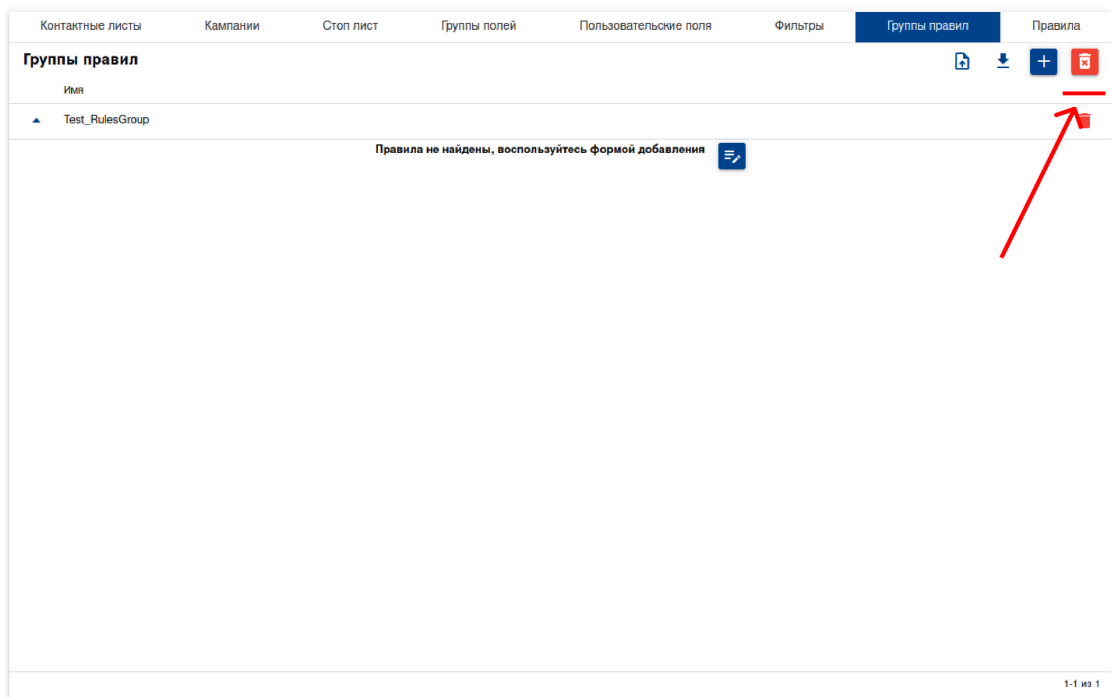 Контактные листы Кампании Стоп лист Группы полей Пользовательские поля Фильтры Группы правил Правила
Группы правил
Имя
Test_RulesGroup
Правила не найдены, воспользуйтесь формой добавления
1-1 из 1